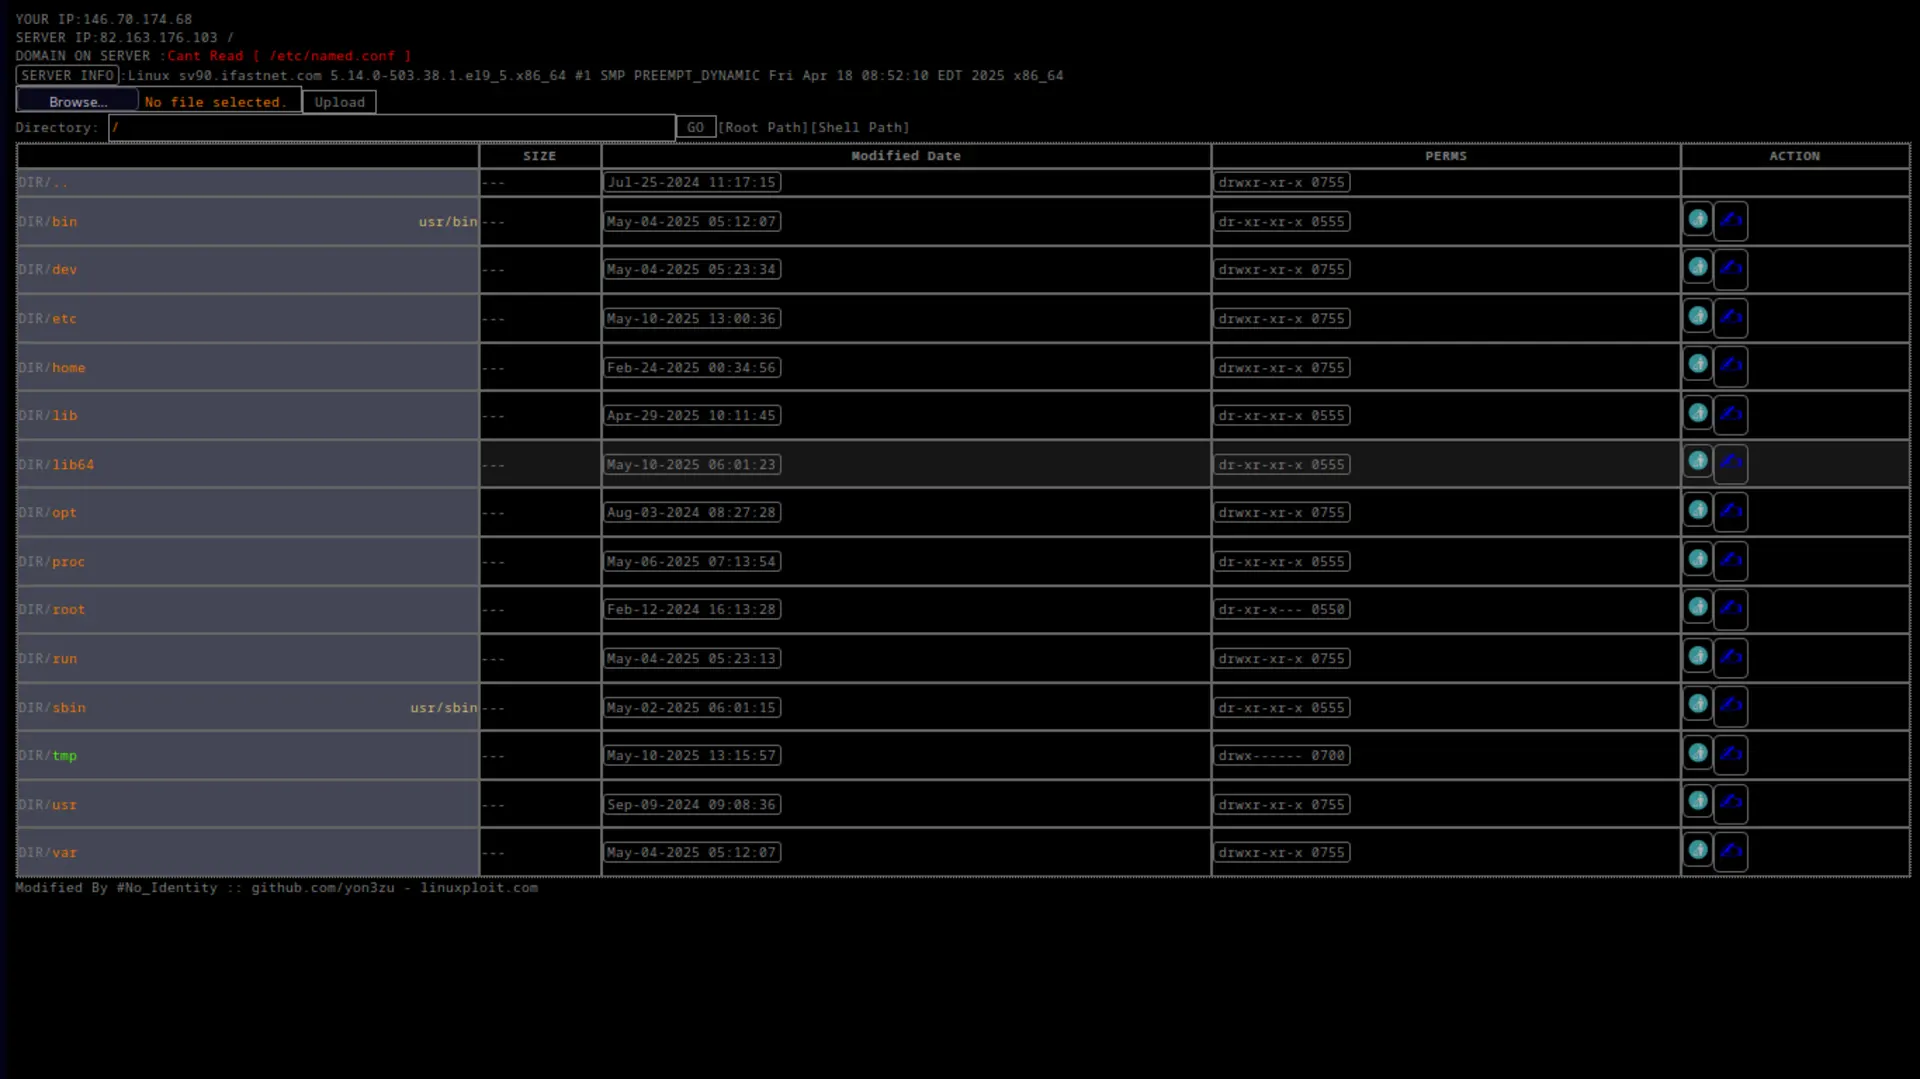 YOUR IP:146.70.174.68
SERVER IP:82.163.176.103 /
DOMAIN ON SERVER :Cant Read [ /etc/named.conf ]
SERVER INFO :Linux sv90.ifastnet.com 5.14.0-503.38.1.el9_5.x86_64 #1 SMP PREEMPT_DYNAMIC Fri Apr 18 08:52:10 EDT 2025 x86_64
Browse... No file selected. Upload
Directory: / GO [Root Path][Shell Path]
SIZE Modified Date PERMS ACTION
DIR/.. --- Jul-25-2024 11:17:15 drwxr-xr-x 0755
DIR/bin usr/bin --- May-04-2025 05:12:07 dr-xr-xr-x 0555
DIR/dev --- May-04-2025 05:23:34 drwxr-xr-x 0755
DIR/etc --- May-10-2025 13:00:36 drwxr-xr-x 0755
DIR/home --- Feb-24-2025 00:34:56 drwxr-xr-x 0755
DIR/lib --- Apr-29-2025 10:11:45 dr-xr-xr-x 0555
DIR/lib64 --- May-10-2025 06:01:23 dr-xr-xr-x 0555
DIR/opt --- Aug-03-2024 08:27:28 drwxr-xr-x 0755
DIR/proc --- May-06-2025 07:13:54 dr-xr-xr-x 0555
DIR/root --- Feb-12-2024 16:13:28 dr-xr-x--- 0550
DIR/run --- May-04-2025 05:23:13 drwxr-xr-x 0755
DIR/sbin usr/sbin --- May-02-2025 06:01:15 dr-xr-xr-x 0555
DIR/tmp --- May-10-2025 13:15:57 drwx------ 0700
DIR/usr --- Sep-09-2024 09:08:36 drwxr-xr-x 0755
DIR/var --- May-04-2025 05:12:07 drwxr-xr-x 0755
Modified By #No_Identity :: github.com/yon3zu - linuxploit.com